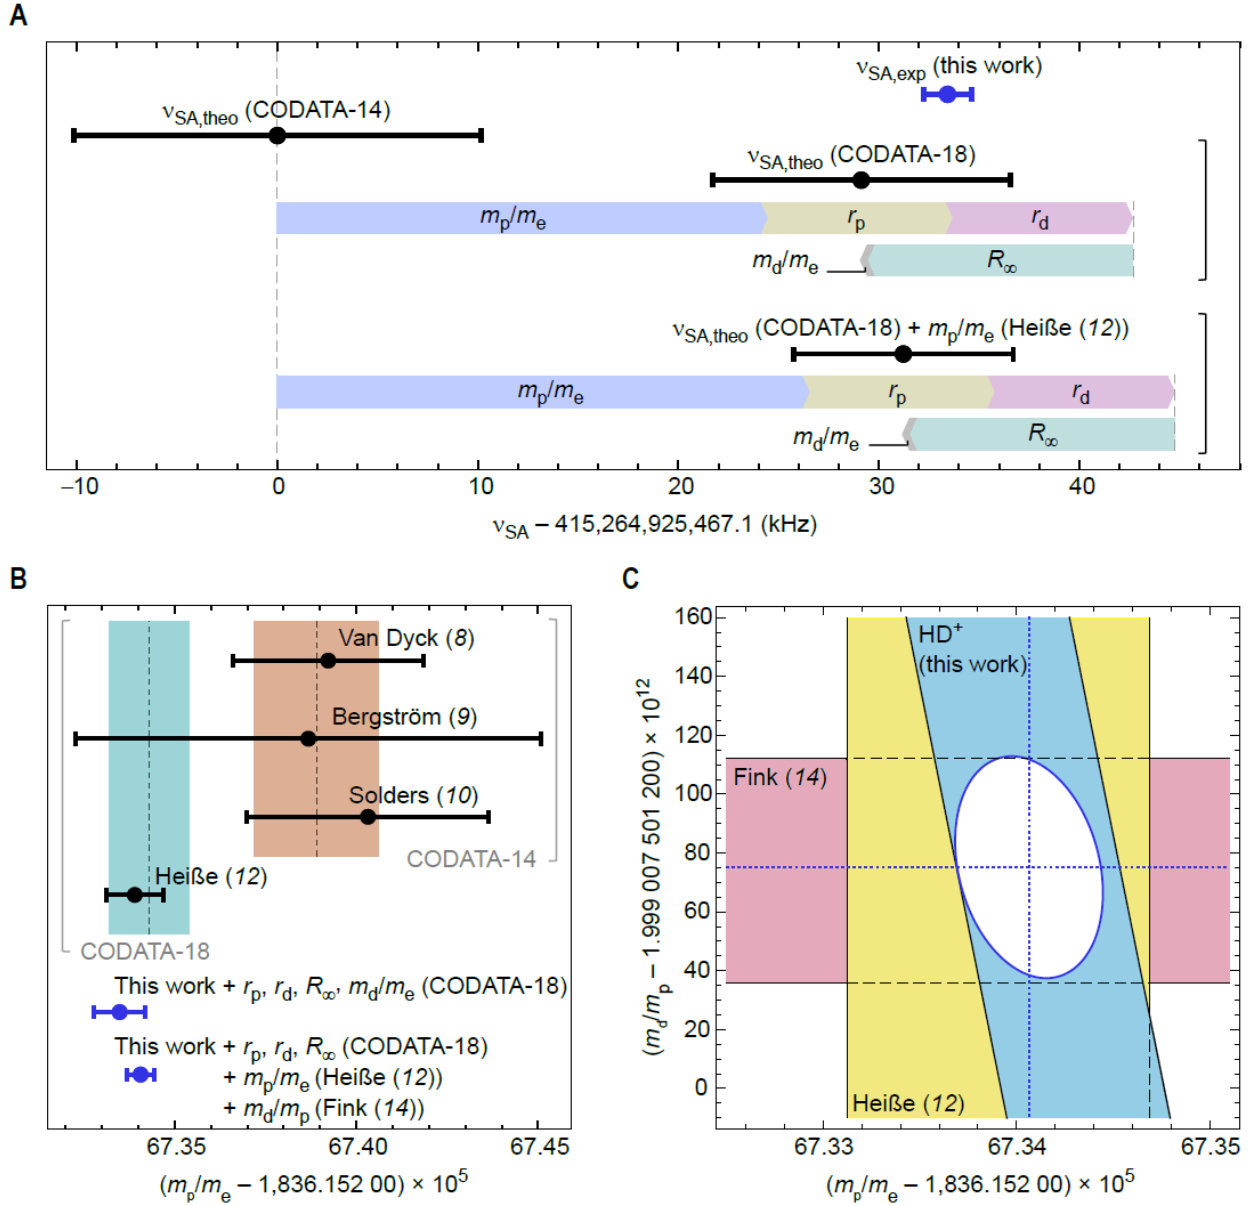 A
ν_SA,exp (this work)
ν_SA,theo (CODATA-14)
ν_SA,theo (CODATA-18)
m_p/m_e
r_p
r_d
m_d/m_e
R_∞
ν_SA,theo (CODATA-18) + m_p/m_e (Heiße (12))
m_p/m_e
r_p
r_d
m_d/m_e
R_∞
−10 0 10 20 30 40
ν_SA – 415,264,925,467.1 (kHz)
B
Van Dyck (8)
Bergström (9)
Solders (10)
CODATA-14
Heiße (12)
CODATA-18
This work + r_p, r_d, R_∞, m_d/m_e (CODATA-18)
This work + r_p, r_d, R_∞ (CODATA-18)
+ m_p/m_e (Heiße (12))
+ m_d/m_p (Fink (14))
67.35 67.40 67.45
(m_p/m_e – 1,836.152 00) × 10^5
C
(m_d/m_p – 1.999 007 501 200) × 10^12
160
140
120
100
80
60
40
20
0
HD^+
(this work)
Fink (14)
Heiße (12)
67.33 67.34 67.35
(m_p/m_e – 1,836.152 00) × 10^5